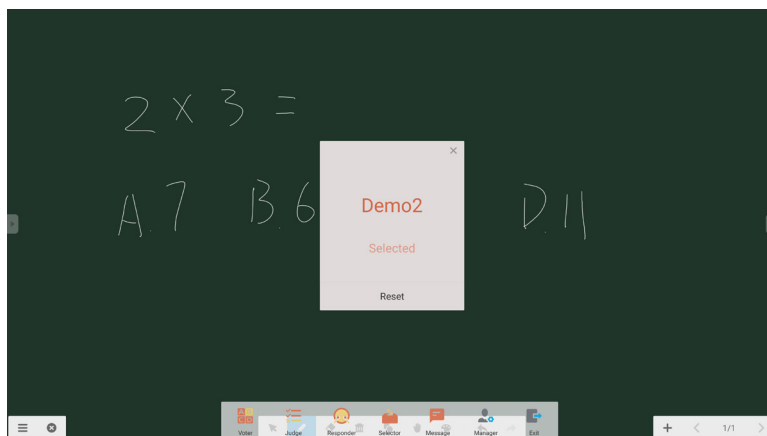 2 × 3 =
A.7 B.6 D.11
Demo2
Selected
Reset
Voter Judge Responder Selector Message Manager Exit
1/1